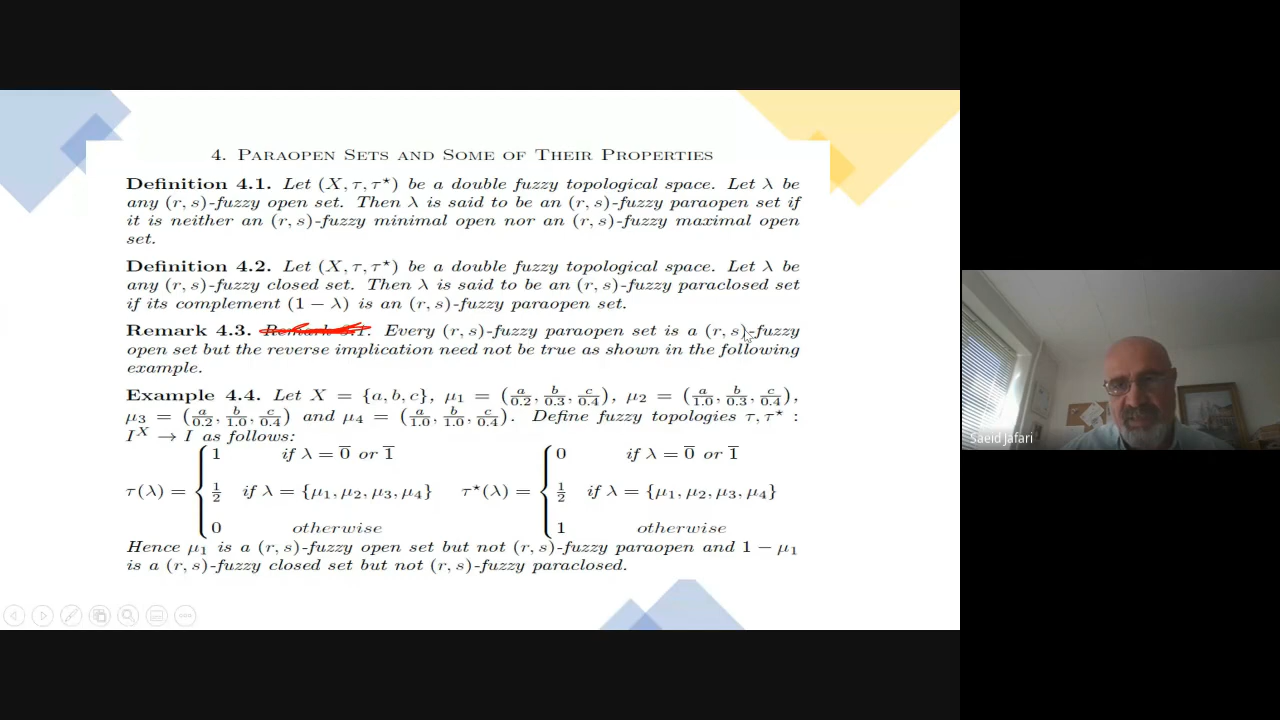 4. Paraopen Sets and Some of Their Properties
Definition 4.1. Let (X, τ, τ⋆) be a double fuzzy topological space. Let λ be
any (r, s)-fuzzy open set. Then λ is said to be an (r, s)-fuzzy paraopen set if
it is neither an (r, s)-fuzzy minimal open nor an (r, s)-fuzzy maximal open
set.
Definition 4.2. Let (X, τ, τ⋆) be a double fuzzy topological space. Let λ be
any (r, s)-fuzzy closed set. Then λ is said to be an (r, s)-fuzzy paraclosed set
if its complement (1 − λ) is an (r, s)-fuzzy paraopen set.
Remark 4.3. Every (r, s)-fuzzy paraopen set is a (r, s)-fuzzy
open set but the reverse implication need not be true as shown in the following
example.
Example 4.4. Let X = {a, b, c}, μ₁ = (a/0.2, b/0.3, c/0.4), μ₂ = (a/1.0, b/0.3, c/0.4),
μ₃ = (a/0.2, b/1.0, c/0.4) and μ₄ = (a/1.0, b/1.0, c/0.4). Define fuzzy topologies τ, τ⋆ :
I^X → I as follows:
τ(λ) = { 1 if λ = 0̅ or 1̅
1/2 if λ = {μ₁, μ₂, μ₃, μ₄}
0 otherwise
τ⋆(λ) = { 0 if λ = 0̅ or 1̅
1/2 if λ = {μ₁, μ₂, μ₃, μ₄}
1 otherwise
Hence μ₁ is a (r, s)-fuzzy open set but not (r, s)-fuzzy paraopen and 1 − μ₁
is a (r, s)-fuzzy closed set but not (r, s)-fuzzy paraclosed.
Saeid Jafari